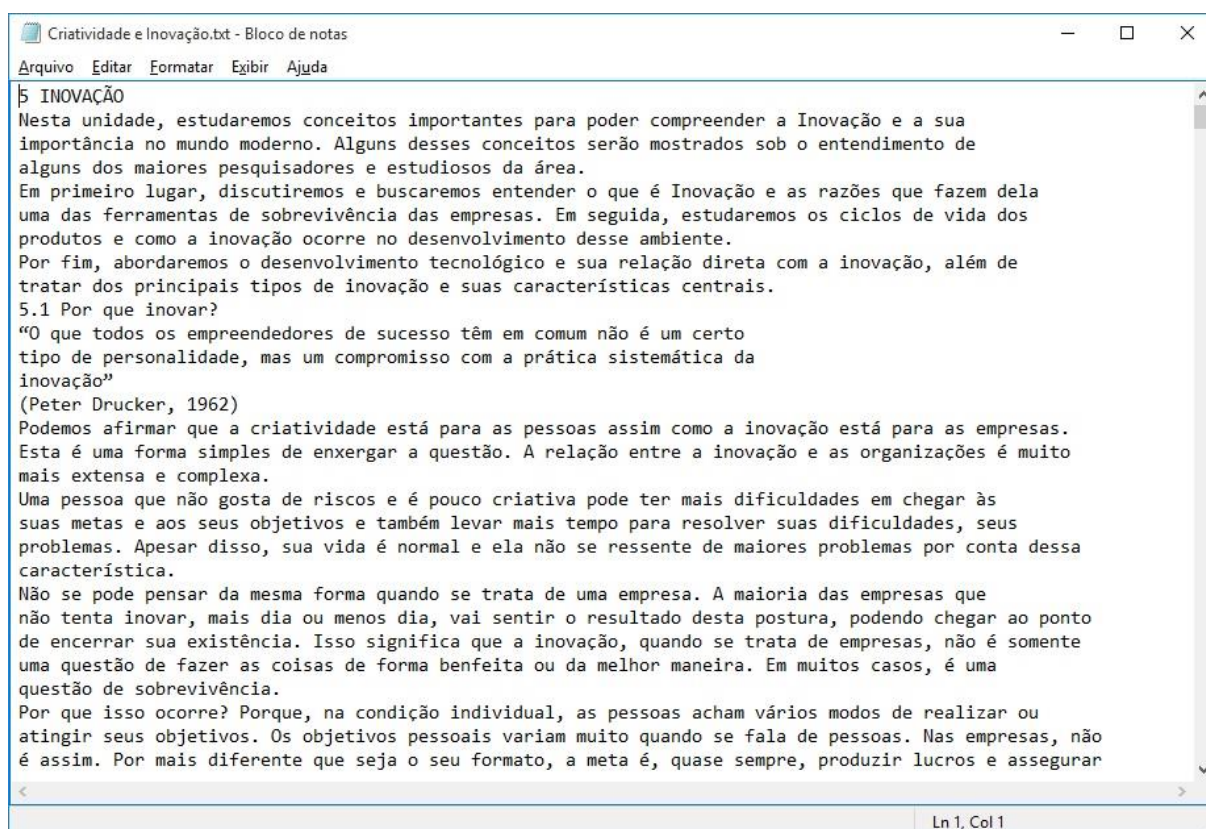 Criatividade e Inovação.txt - Bloco de notas
Arquivo Editar Formatar Exibir Ajuda
5 INOVAÇÃO
Nesta unidade, estudaremos conceitos importantes para poder compreender a Inovação e a sua
importância no mundo moderno. Alguns desses conceitos serão mostrados sob o entendimento de
alguns dos maiores pesquisadores e estudiosos da área.
Em primeiro lugar, discutiremos e buscaremos entender o que é Inovação e as razões que fazem dela
uma das ferramentas de sobrevivência das empresas. Em seguida, estudaremos os ciclos de vida dos
produtos e como a inovação ocorre no desenvolvimento desse ambiente.
Por fim, abordaremos o desenvolvimento tecnológico e sua relação direta com a inovação, além de
tratar dos principais tipos de inovação e suas características centrais.
5.1 Por que inovar?
“O que todos os empreendedores de sucesso têm em comum não é um certo
tipo de personalidade, mas um compromisso com a prática sistemática da
inovação”
(Peter Drucker, 1962)
Podemos afirmar que a criatividade está para as pessoas assim como a inovação está para as empresas.
Esta é uma forma simples de enxergar a questão. A relação entre a inovação e as organizações é muito
mais extensa e complexa.
Uma pessoa que não gosta de riscos e é pouco criativa pode ter mais dificuldades em chegar às
suas metas e aos seus objetivos e também levar mais tempo para resolver suas dificuldades, seus
problemas. Apesar disso, sua vida é normal e ela não se ressente de maiores problemas por conta dessa
característica.
Não se pode pensar da mesma forma quando se trata de uma empresa. A maioria das empresas que
não tenta inovar, mais dia ou menos dia, vai sentir o resultado desta postura, podendo chegar ao ponto
de encerrar sua existência. Isso significa que a inovação, quando se trata de empresas, não é somente
uma questão de fazer as coisas de forma benfeita ou da melhor maneira. Em muitos casos, é uma
questão de sobrevivência.
Por que isso ocorre? Porque, na condição individual, as pessoas acham vários modos de realizar ou
atingir seus objetivos. Os objetivos pessoais variam muito quando se fala de pessoas. Nas empresas, não
é assim. Por mais diferente que seja o seu formato, a meta é, quase sempre, produzir lucros e assegurar
Ln 1, Col 1